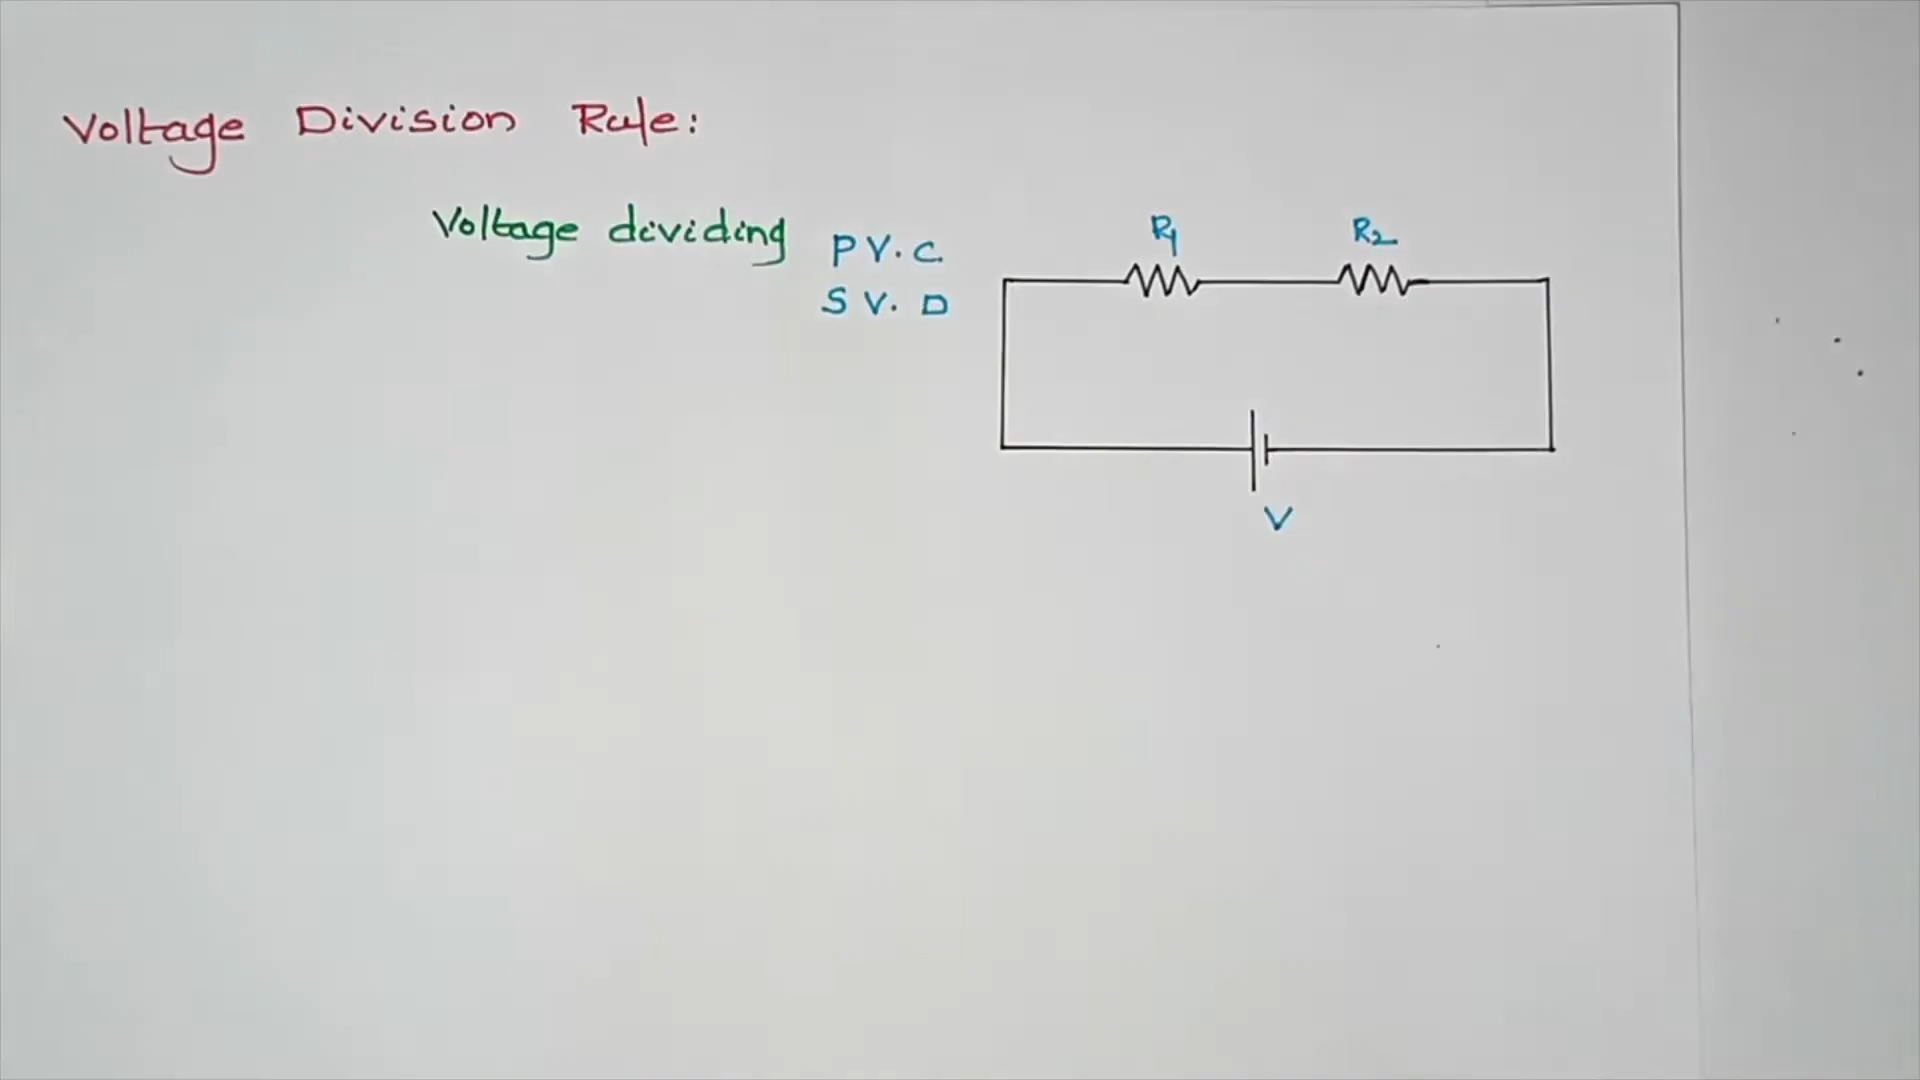 Voltage Division Rule:
Voltage dividing
P V. C
S V. D
R1
R2
V